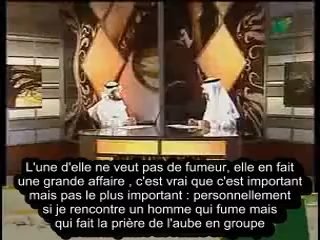 L'une d'elle ne veut pas de fumeur, elle en fait
une grande affaire , c'est vrai que c'est important
mais pas le plus important : personnellement
si je rencontre un homme qui fume mais
qui fait la prière de l'aube en groupe